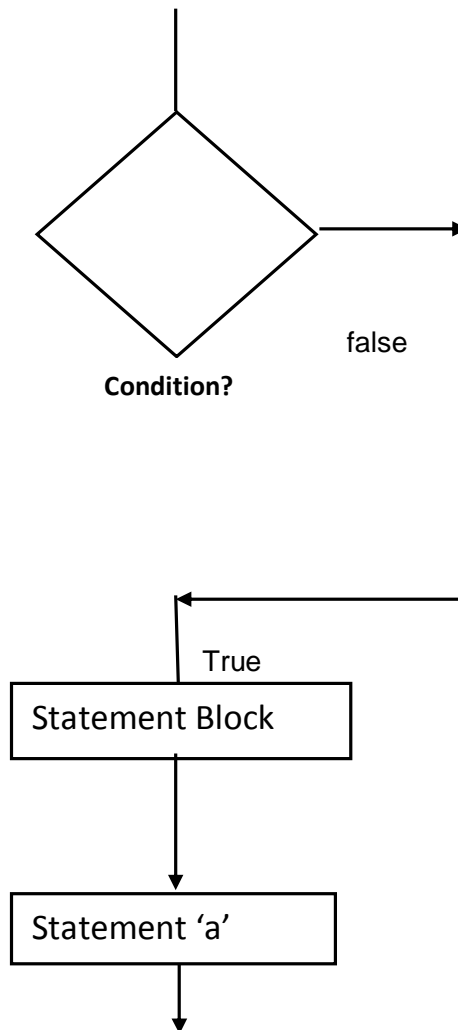 false
Condition?
True
Statement Block
Statement ‘a’